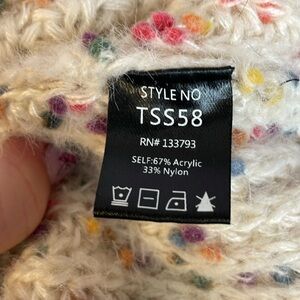 STYLE NO
TSS58
RN# 133793
SELF:67% Acrylic
33% Nylon